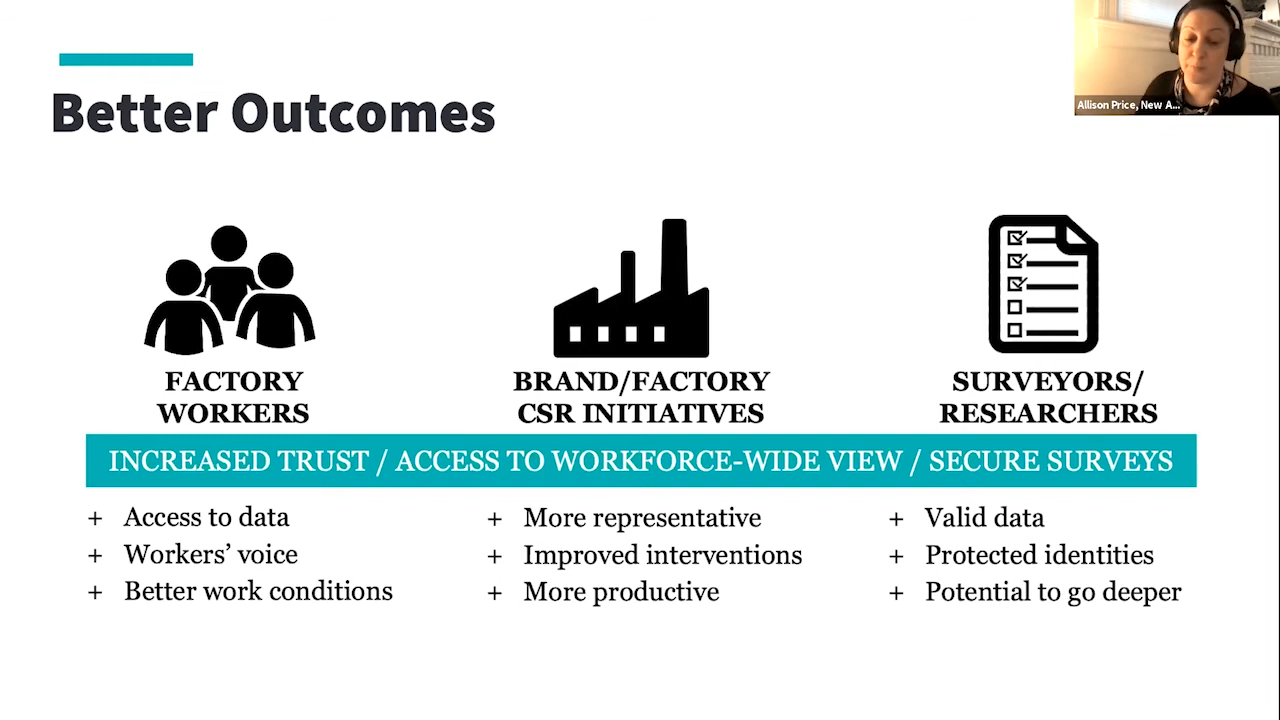 Better Outcomes
Allison Price, New A...
FACTORY
WORKERS
BRAND/FACTORY
CSR INITIATIVES
SURVEYORS/
RESEARCHERS
INCREASED TRUST / ACCESS TO WORKFORCE-WIDE VIEW / SECURE SURVEYS
+ Access to data
+ Workers’ voice
+ Better work conditions
+ More representative
+ Improved interventions
+ More productive
+ Valid data
+ Protected identities
+ Potential to go deeper